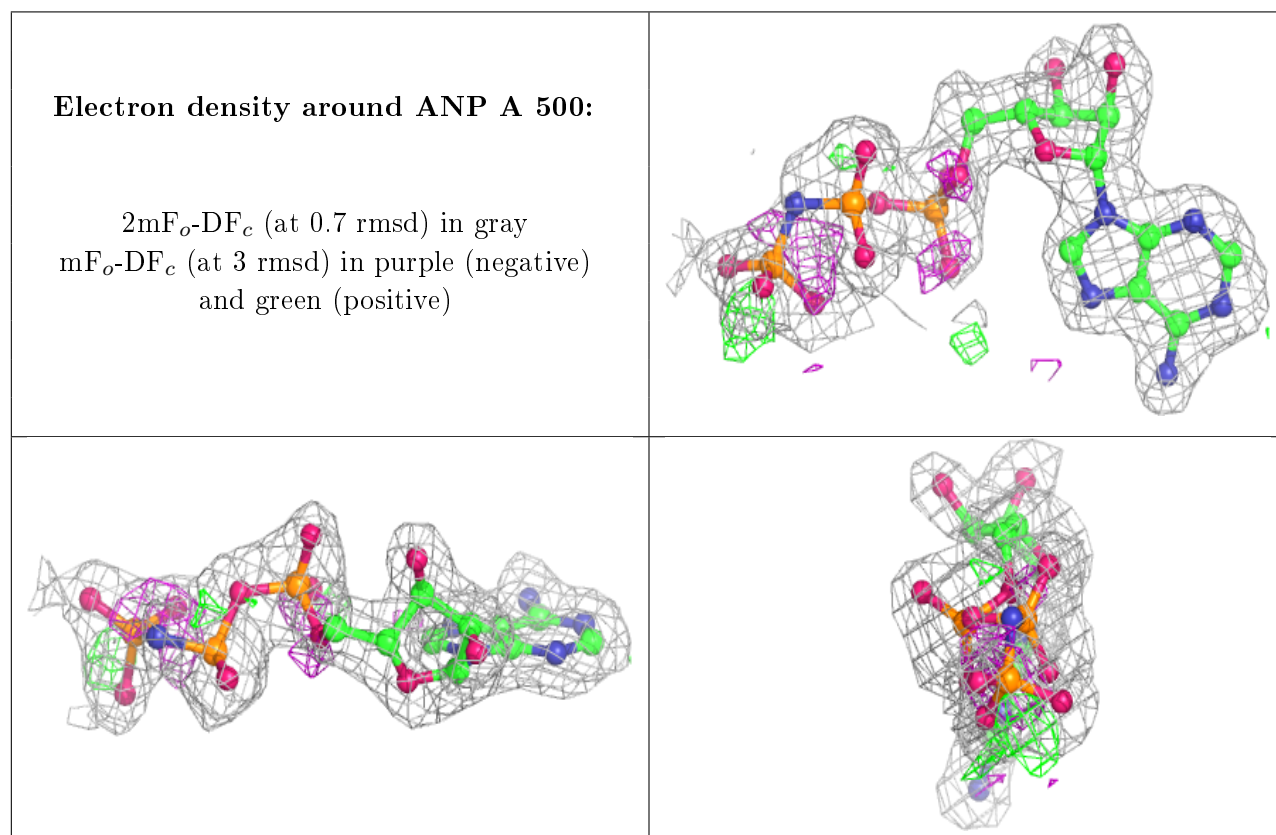 Electron density around ANP A 500:
2mFo-DFc (at 0.7 rmsd) in gray
mFo-DFc (at 3 rmsd) in purple (negative)
and green (positive)